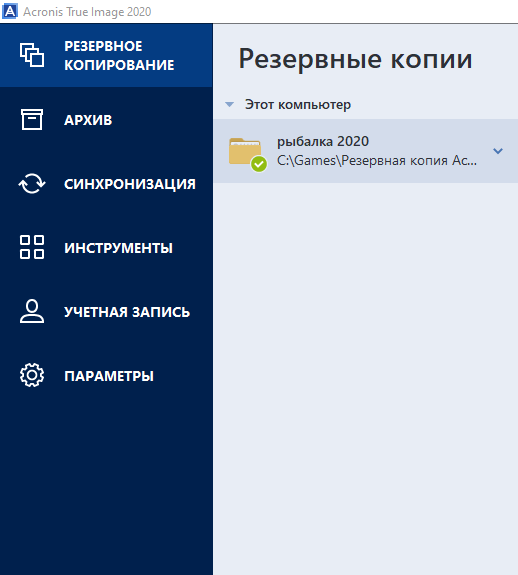 Acronis True Image 2020
РЕЗЕРВНОЕ
КОПИРОВАНИЕ
АРХИВ
СИНХРОНИЗАЦИЯ
ИНСТРУМЕНТЫ
УЧЕТНАЯ ЗАПИСЬ
ПАРАМЕТРЫ
Резервные копии
Этот компьютер
рыбалка 2020
C:\Games\Резервная копия Ac...